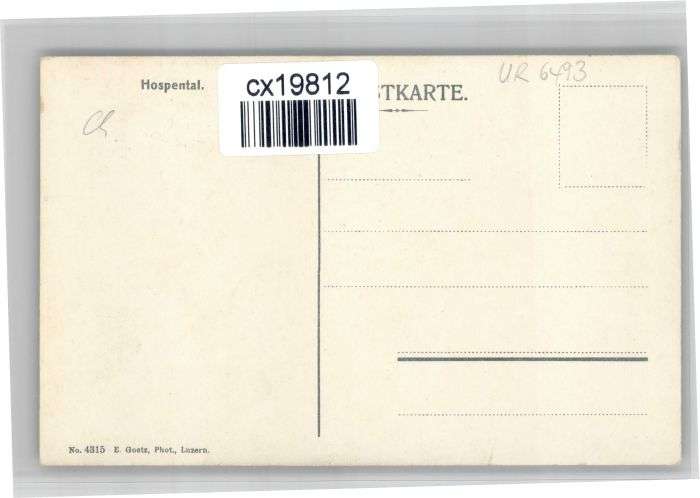 Hospental.
cx19812
STKARTE.
UR 6493
No. 4315 E. Goetz, Phot., Luzern.